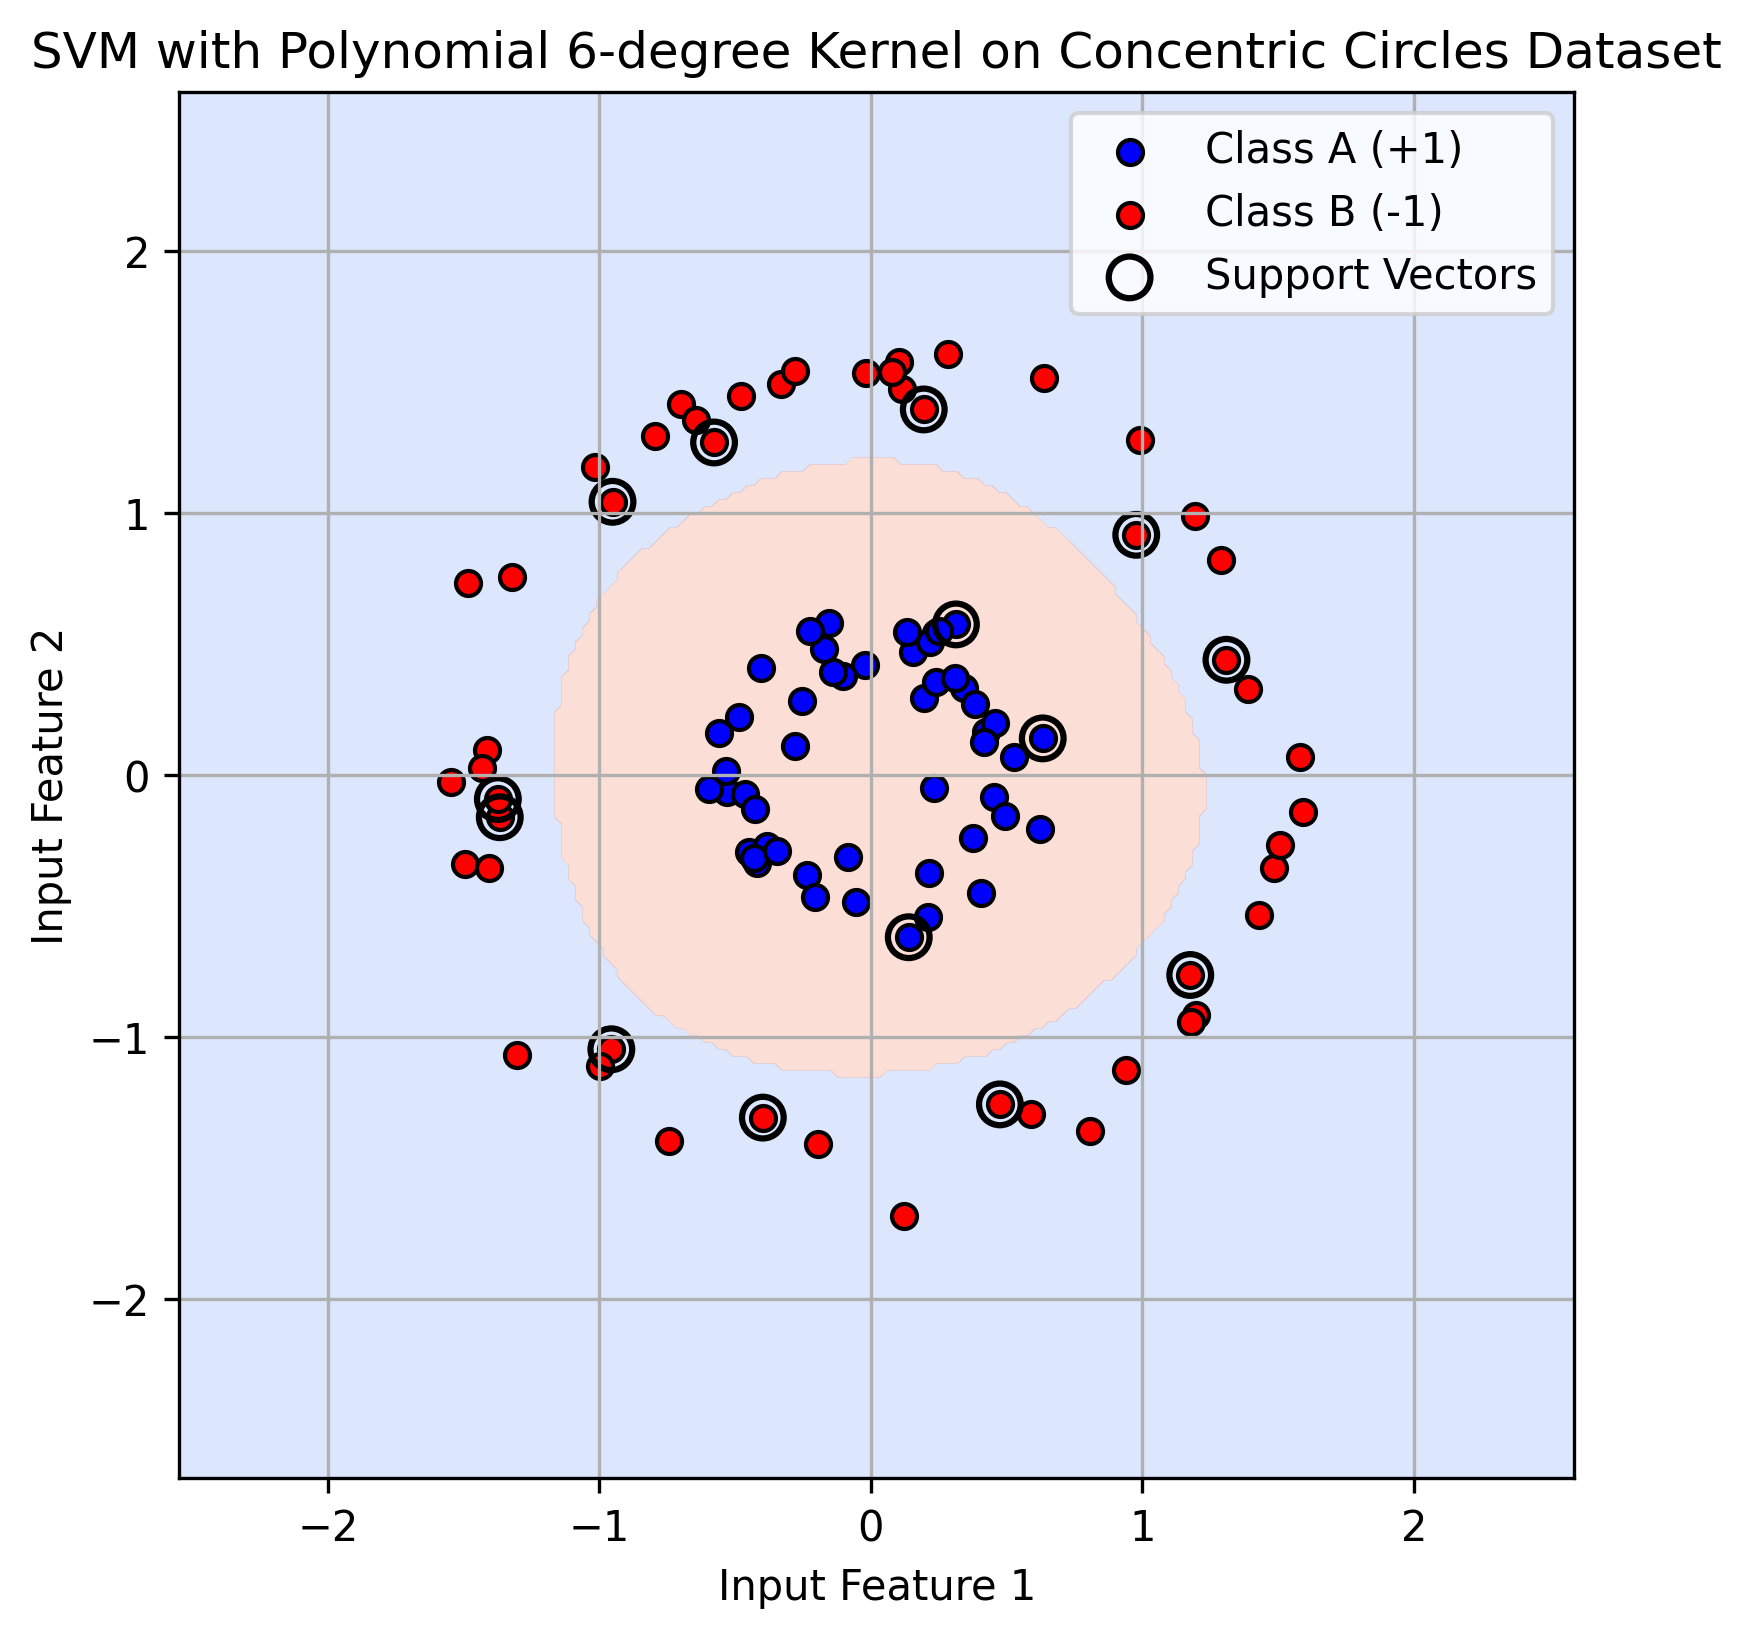 SVM with Polynomial 6-degree Kernel on Concentric Circles Dataset
Class A (+1)
Class B (-1)
Support Vectors
2
1
0
−1
−2
Input Feature 2
−2
−1
0
1
2
Input Feature 1